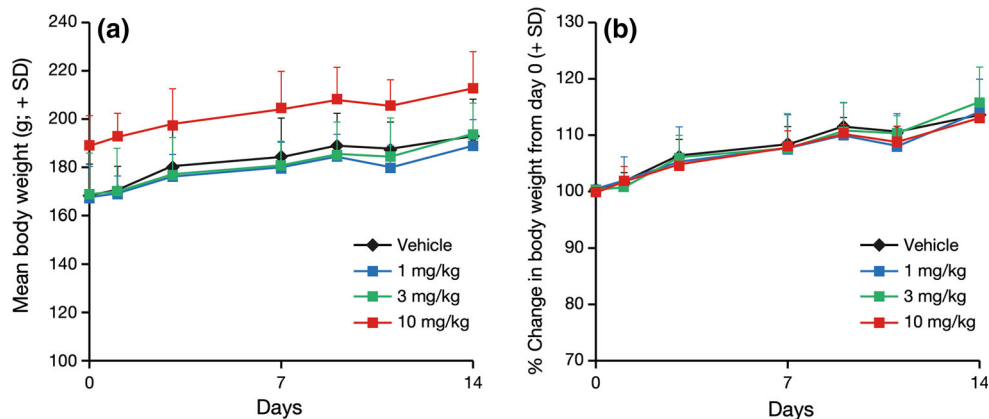 (a)
Mean body weight (g; + SD)
240
220
200
180
160
140
120
100
0
7
14
Days
Vehicle
1 mg/kg
3 mg/kg
10 mg/kg
(b)
% Change in body weight from day 0 (+ SD)
130
120
110
100
90
80
70
0
7
14
Days
Vehicle
1 mg/kg
3 mg/kg
10 mg/kg